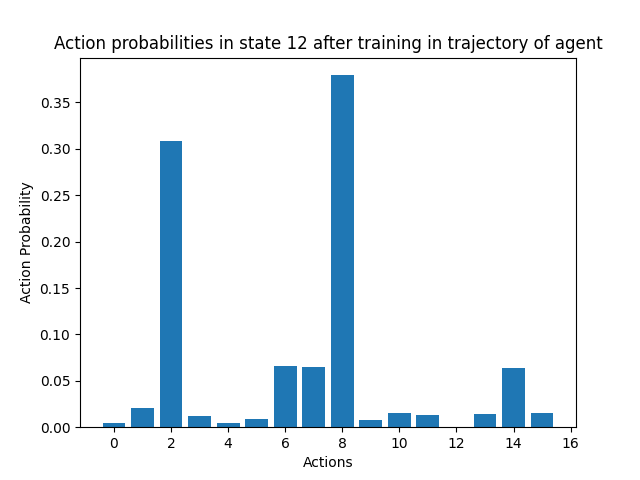 Action probabilities in state 12 after training in trajectory of agent
0.35
0.30
0.25
0.20
0.15
0.10
0.05
0.00
Action Probability
0 2 4 6 8 10 12 14 16
Actions